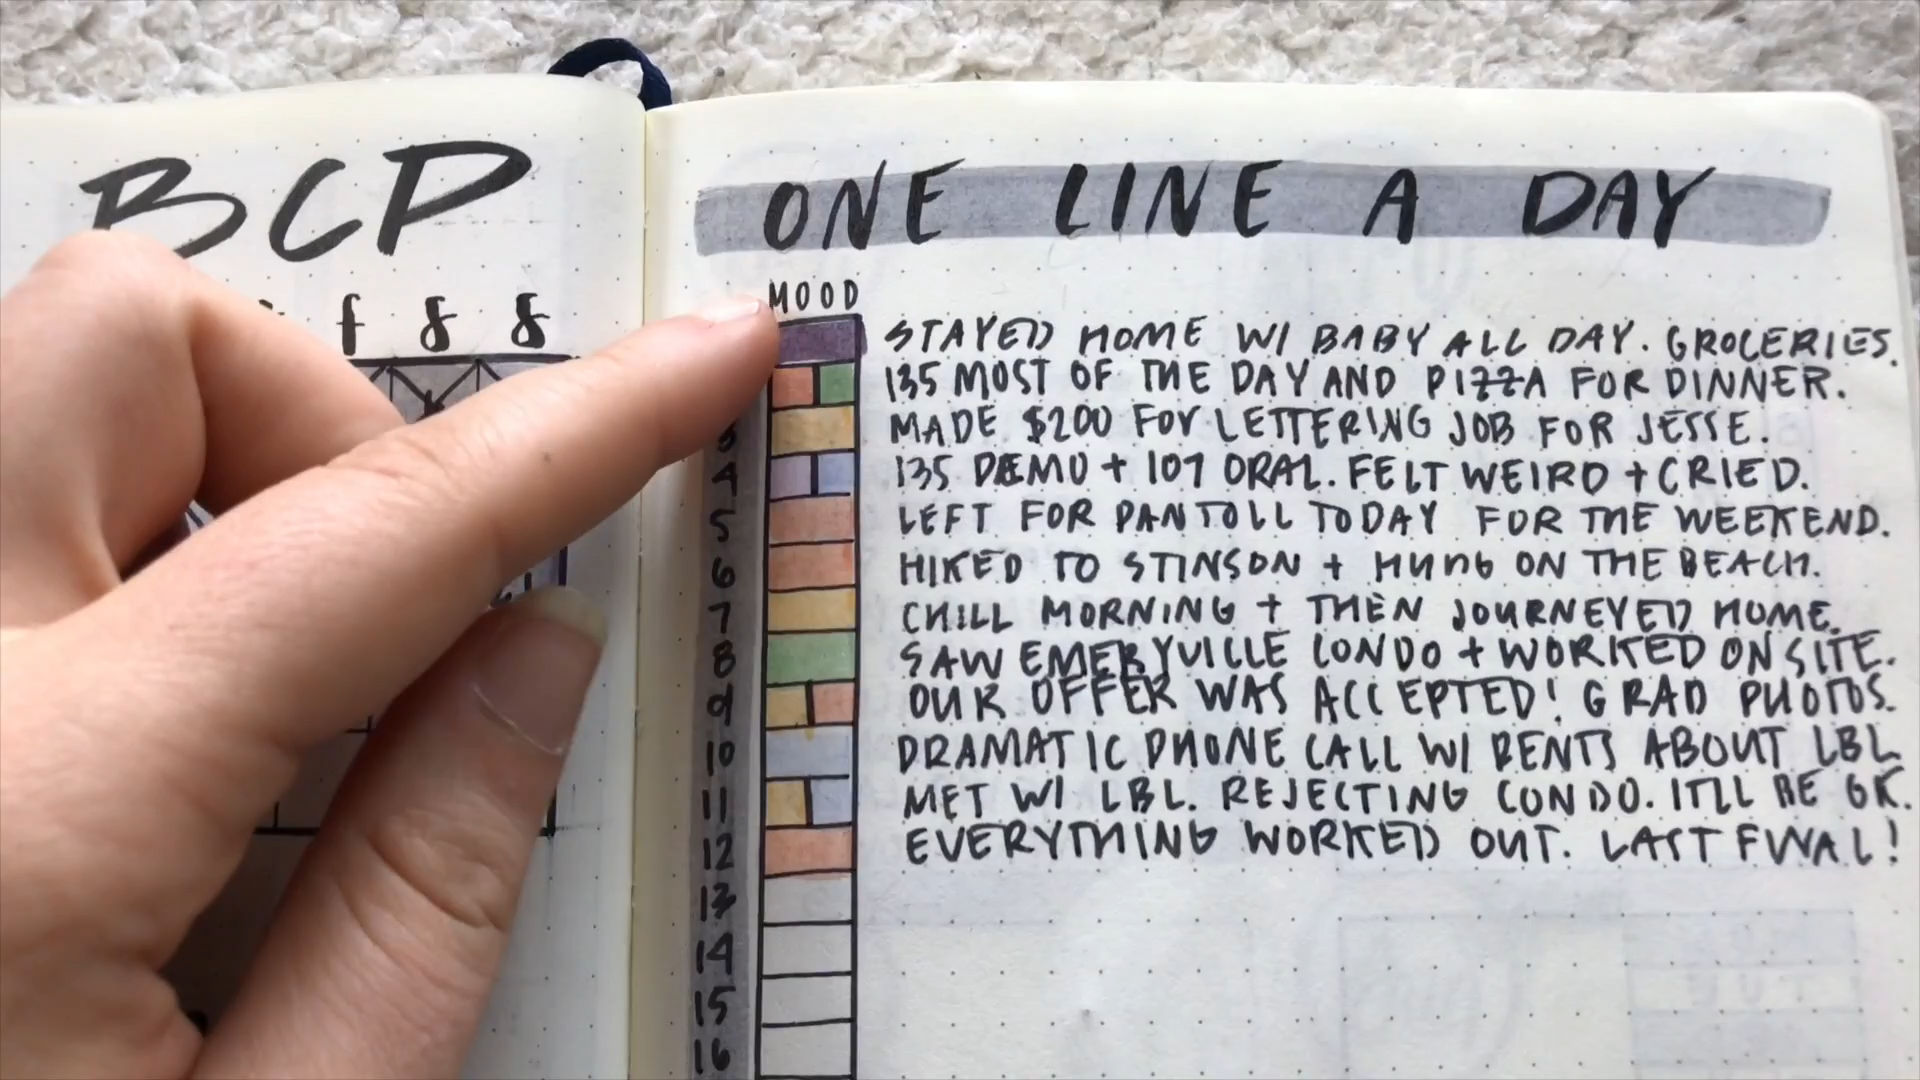 BCP
f s s
ONE LINE A DAY
MOOD
STAYED HOME W/ BABY ALL DAY. GROCERIES.
135 MOST OF THE DAY AND PIZZA FOR DINNER.
3 MADE $200 FOR LETTERING JOB FOR JESSE.
4 135 DEMO + 107 ORAL. FELT WEIRD + CRIED.
5 LEFT FOR PANTOLL TODAY FOR THE WEEKEND.
6 HIKED TO STINSON + HUNG ON THE BEACH.
7 CHILL MORNING + THEN JOURNEYED HOME.
8 SAW EMERYVILLE CONDO + WORKED ON SITE.
9 OUR OFFER WAS ACCEPTED! GRAD PHOTOS.
10 DRAMATIC PHONE CALL W/ RENTS ABOUT LBL
11 MET W/ LBL. REJECTING CONDO. IT'LL BE OK.
12 EVERYTHING WORKED OUT. LAST FINAL!
13
14
15
16